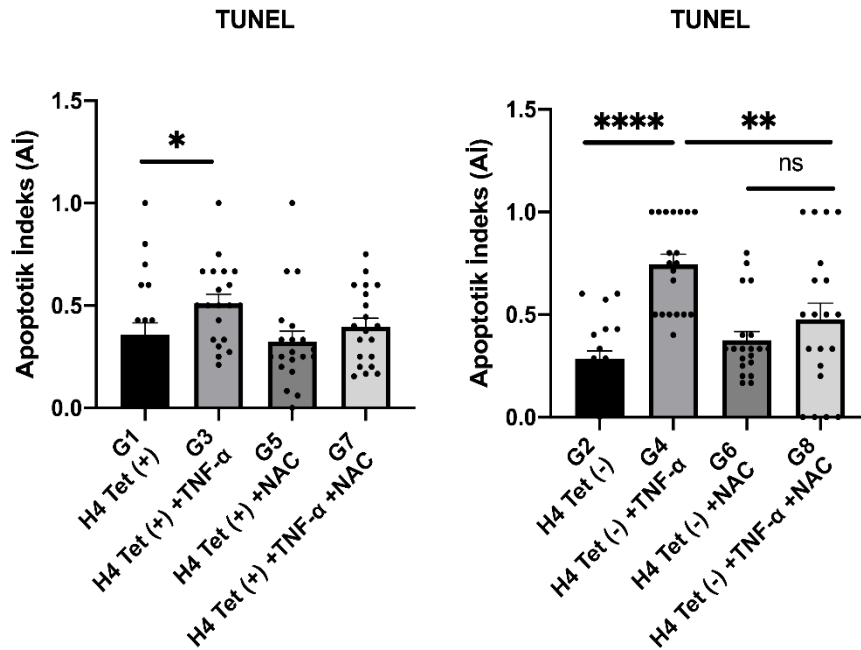 TUNEL
Apoptotik İndeks (Aİ)
1.5
1.0
0.5
0.0
*
G1
H4 Tet (+)
G3
H4 Tet (+) +TNF-α
G5
H4 Tet (+) +NAC
G7
H4 Tet (+) +TNF-α +NAC
TUNEL
Apoptotik İndeks (Aİ)
1.5
1.0
0.5
0.0
****
**
ns
G2
H4 Tet (-)
G4
H4 Tet (-) +TNF-α
G6
H4 Tet (-) +NAC
G8
H4 Tet (-) +TNF-α +NAC